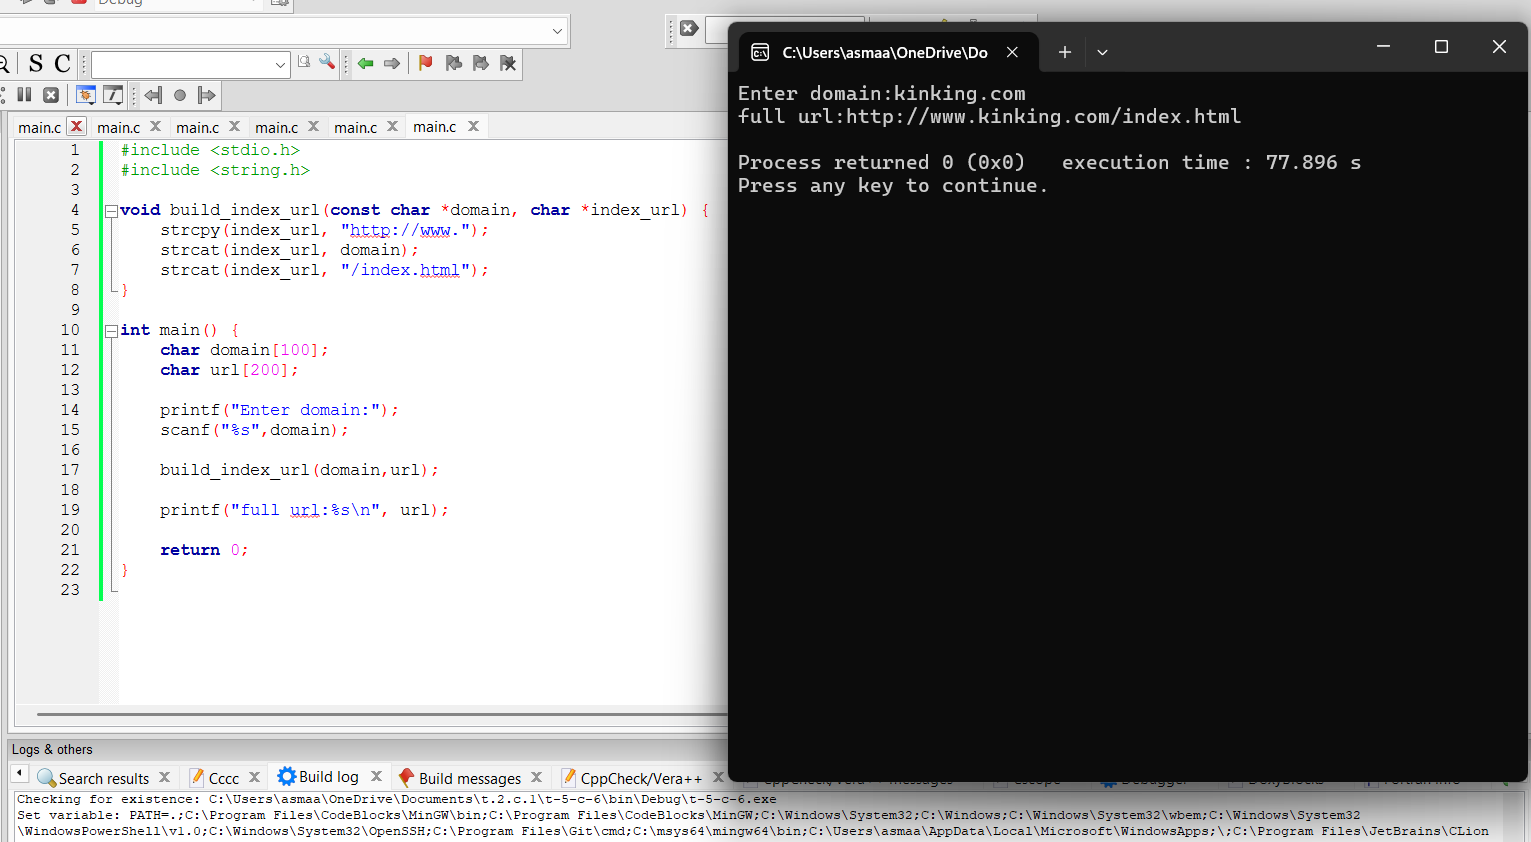 Debug
S C
main.c main.c main.c main.c main.c main.c
1 #include <stdio.h>
2 #include <string.h>
3
4 void build_index_url(const char *domain, char *index_url) {
5 strcpy(index_url, "http://www.");
6 strcat(index_url, domain);
7 strcat(index_url, "/index.html");
8 }
9
10 int main() {
11 char domain[100];
12 char url[200];
13
14 printf("Enter domain:");
15 scanf("%s",domain);
16
17 build_index_url(domain,url);
18
19 printf("full url:%s\n", url);
20
21 return 0;
22 }
23
C:\Users\asmaa\OneDrive\Do
Enter domain:kinking.com
full url:http://www.kinking.com/index.html
Process returned 0 (0x0) execution time : 77.896 s
Press any key to continue.
Logs & others
Search results Cccc Build log Build messages CppCheck/Vera++
Checking for existence: C:\Users\asmaa\OneDrive\Documents\t.2.c.1\t-5-c-6\bin\Debug\t-5-c-6.exe
Set variable: PATH=.;C:\Program Files\CodeBlocks\MinGW\bin;C:\Program Files\CodeBlocks\MinGW;C:\Windows\System32;C:\Windows;C:\Windows\System32\wbem;C:\Windows\System32
\WindowsPowerShell\v1.0;C:\Windows\System32\OpenSSH;C:\Program Files\Git\cmd;C:\msys64\mingw64\bin;C:\Users\asmaa\AppData\Local\Microsoft\WindowsApps;\;C:\Program Files\JetBrains\CLion